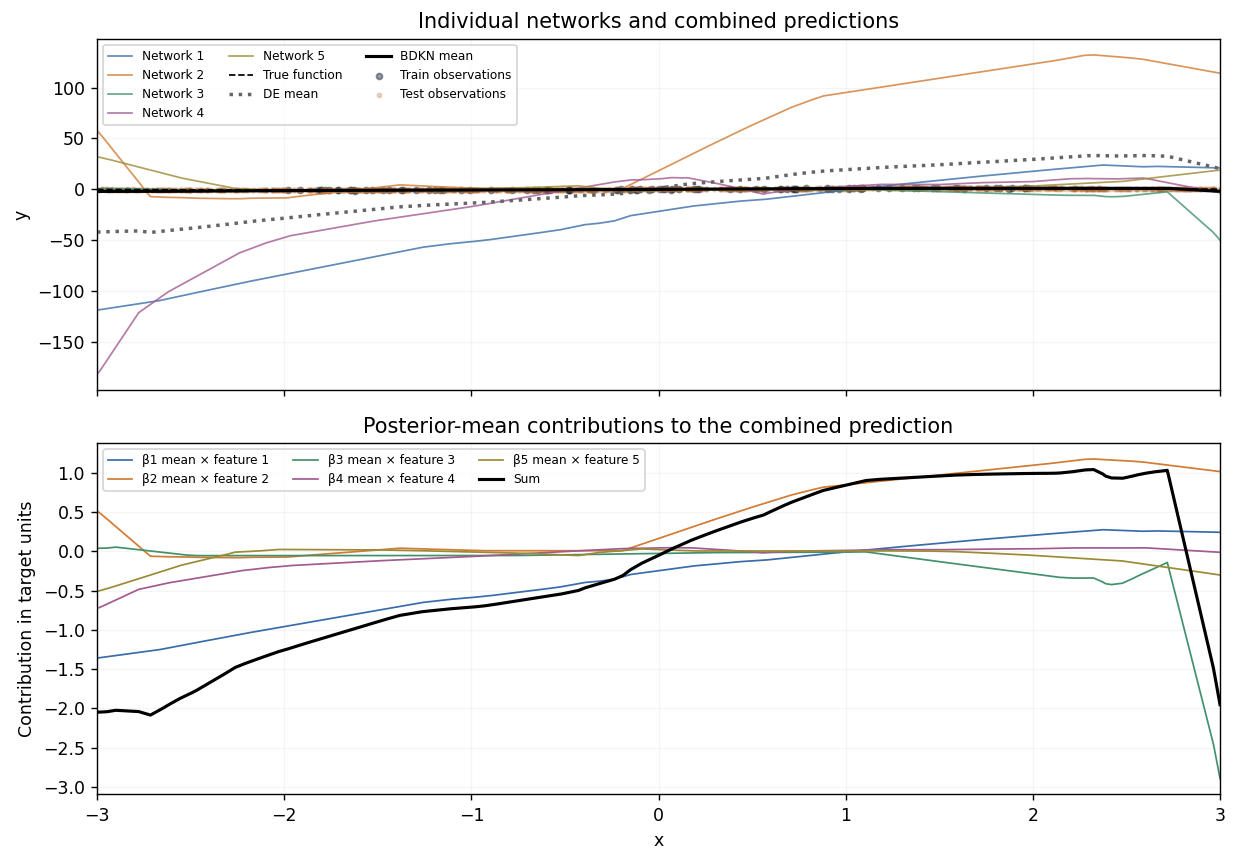 Individual networks and combined predictions
Network 1
Network 2
Network 3
Network 4
Network 5
True function
DE mean
BDKN mean
Train observations
Test observations
100
50
0
−50
−100
−150
y
Posterior-mean contributions to the combined prediction
β1 mean × feature 1
β2 mean × feature 2
β3 mean × feature 3
β4 mean × feature 4
β5 mean × feature 5
Sum
1.0
0.5
0.0
−0.5
−1.0
−1.5
−2.0
−2.5
−3.0
Contribution in target units
−3 −2 −1 0 1 2 3
x